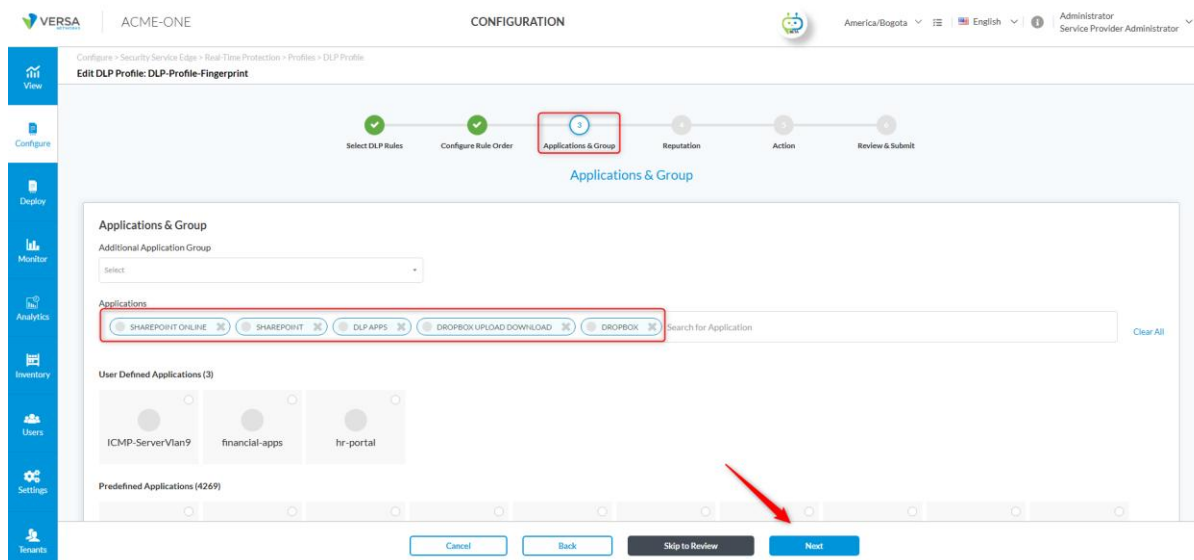 VERSA
NETWORKS
ACME-ONE
CONFIGURATION
America/Bogota
English
Administrator
Service Provider Administrator
Configure > Security Service Edge > Real-Time Protection > Profiles > DLP Profile
Edit DLP Profile: DLP-Profile-Fingerprint
View
Configure
Deploy
Monitor
Analytics
Inventory
Users
Settings
Tenants
3
4
5
6
Select DLP Rules
Configure Rule Order
Applications & Group
Reputation
Action
Review & Submit
Applications & Group
Applications & Group
Additional Application Group
Select
Applications
SHAREPOINT ONLINE
SHAREPOINT
DLP APPS
DROPBOX UPLOAD DOWNLOAD
DROPBOX
Search for Application
Clear All
User Defined Applications (3)
ICMP-ServerVlan9
financial-apps
hr-portal
Predefined Applications (4269)
Cancel
Back
Skip to Review
Next